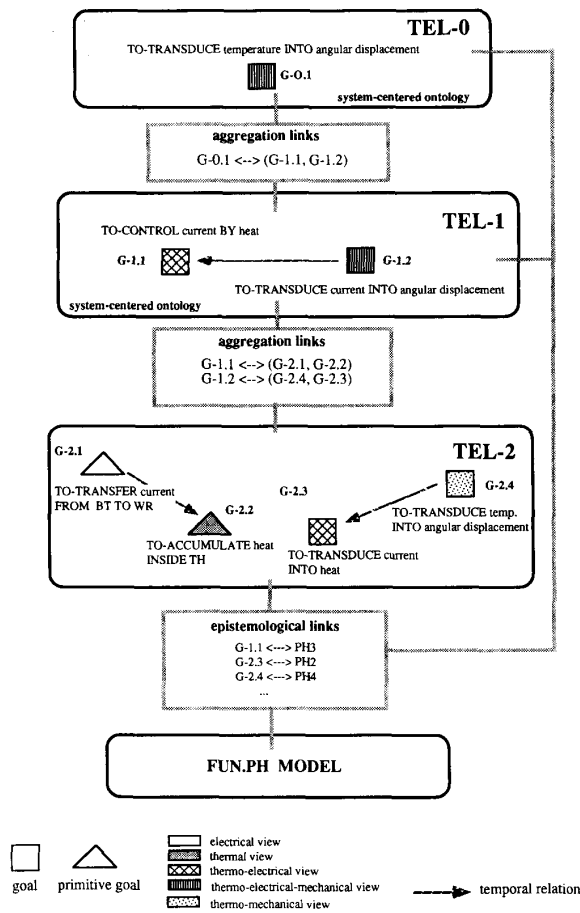 TEL-0
TO-TRANSDUCE temperature INTO angular displacement
G-O.1
system-centered ontology
aggregation links
G-0.1 <--> (G-1.1, G-1.2)
TEL-1
TO-CONTROL current BY heat
G-1.1
G-1.2
TO-TRANSDUCE current INTO angular displacement
system-centered ontology
aggregation links
G-1.1 <--> (G-2.1, G-2.2)
G-1.2 <--> (G-2.4, G-2.3)
TEL-2
G-2.1
TO-TRANSFER current
FROM BT TO WR
G-2.2
TO-ACCUMULATE heat
INSIDE TH
G-2.3
TO-TRANSDUCE current
INTO heat
G-2.4
TO-TRANSDUCE temp.
INTO angular displacement
epistemological links
G-1.1 <---> PH3
G-2.3 <---> PH2
G-2.4 <---> PH4
...
FUN.PH MODEL
goal
primitive goal
electrical view
thermal view
thermo-electrical view
thermo-electrical-mechanical view
thermo-mechanical view
temporal relation